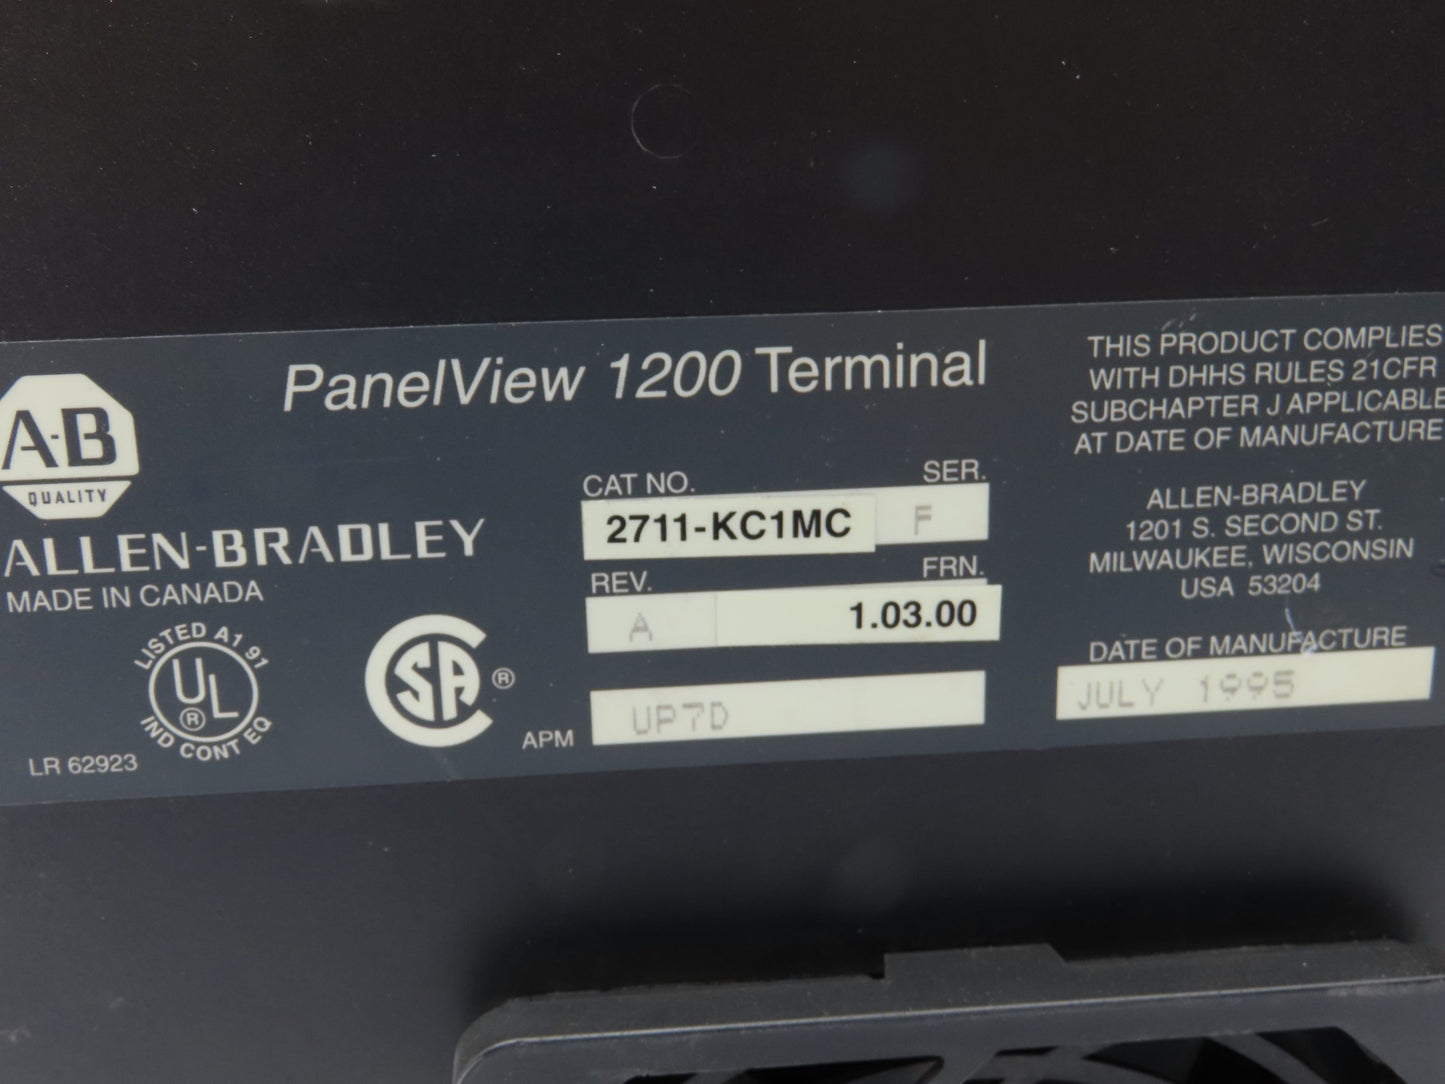 PanelView 1200 Terminal
A-B
QUALITY
ALLEN-BRADLEY
MADE IN CANADA
LISTED A191
UL
®
IND CONT EQ
LR 62923
SA ®
CAT NO. SER.
2711-KC1MC F
REV. FRN.
A 1.03.00
APM UP7D
THIS PRODUCT COMPLIES
WITH DHHS RULES 21CFR
SUBCHAPTER J APPLICABLE
AT DATE OF MANUFACTURE
ALLEN-BRADLEY
1201 S. SECOND ST.
MILWAUKEE, WISCONSIN
USA 53204
DATE OF MANUFACTURE
JULY 1995